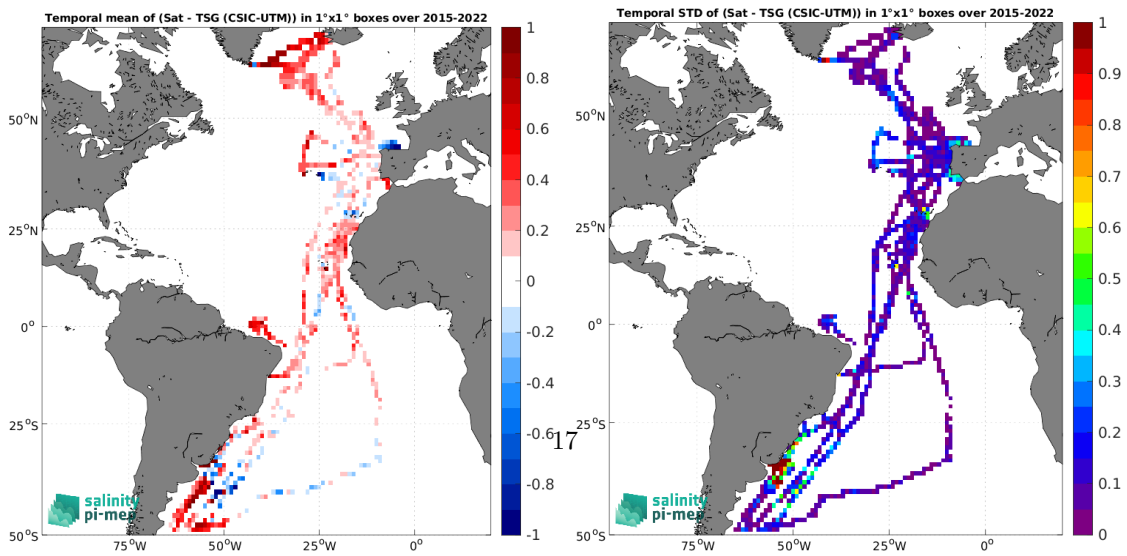 Temporal mean of (Sat - TSG (CSIC-UTM)) in 1°x1° boxes over 2015-2022
50°N
25°N
0°
25°S
50°S
75°W
50°W
25°W
0°
1
0.8
0.6
0.4
0.2
0
-0.2
-0.4
-0.6
-0.8
-1
salinity
pi-mep
17
Temporal STD of (Sat - TSG (CSIC-UTM)) in 1°x1° boxes over 2015-2022
50°N
25°N
0°
25°S
50°S
75°W
50°W
25°W
0°
1
0.9
0.8
0.7
0.6
0.5
0.4
0.3
0.2
0.1
0
salinity
pi-mep